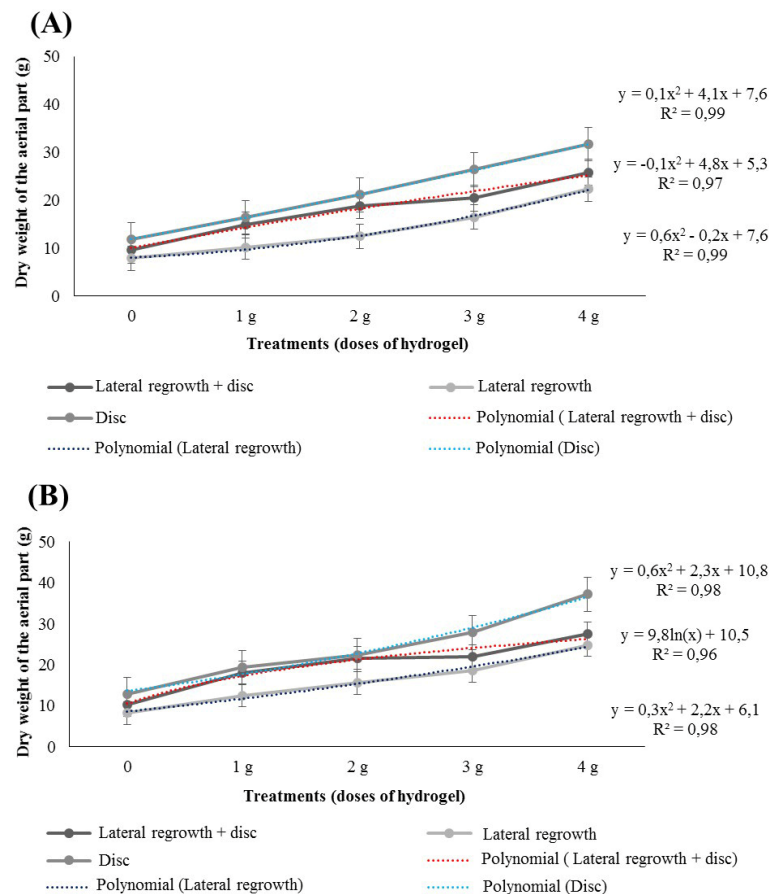 (A)
Dry weight of the aerial part (g)
50
40
30
20
10
0
y = 0,1x² + 4,1x + 7,6
R² = 0,99
y = -0,1x² + 4,8x + 5,3
R² = 0,97
y = 0,6x² - 0,2x + 7,6
R² = 0,99
0 1 g 2 g 3 g 4 g
Treatments (doses of hydrogel)
Lateral regrowth + disc Lateral regrowth
Disc Polynomial ( Lateral regrowth + disc)
Polynomial (Lateral regrowth) Polynomial (Disc)
(B)
Dry weight of the aerial part (g)
50
40
30
20
10
0
y = 0,6x² + 2,3x + 10,8
R² = 0,98
y = 9,8ln(x) + 10,5
R² = 0,96
y = 0,3x² + 2,2x + 6,1
R² = 0,98
0 1 g 2 g 3 g 4 g
Treatments (doses of hydrogel)
Lateral regrowth + disc Lateral regrowth
Disc Polynomial ( Lateral regrowth + disc)
Polynomial (Lateral regrowth) Polynomial (Disc)